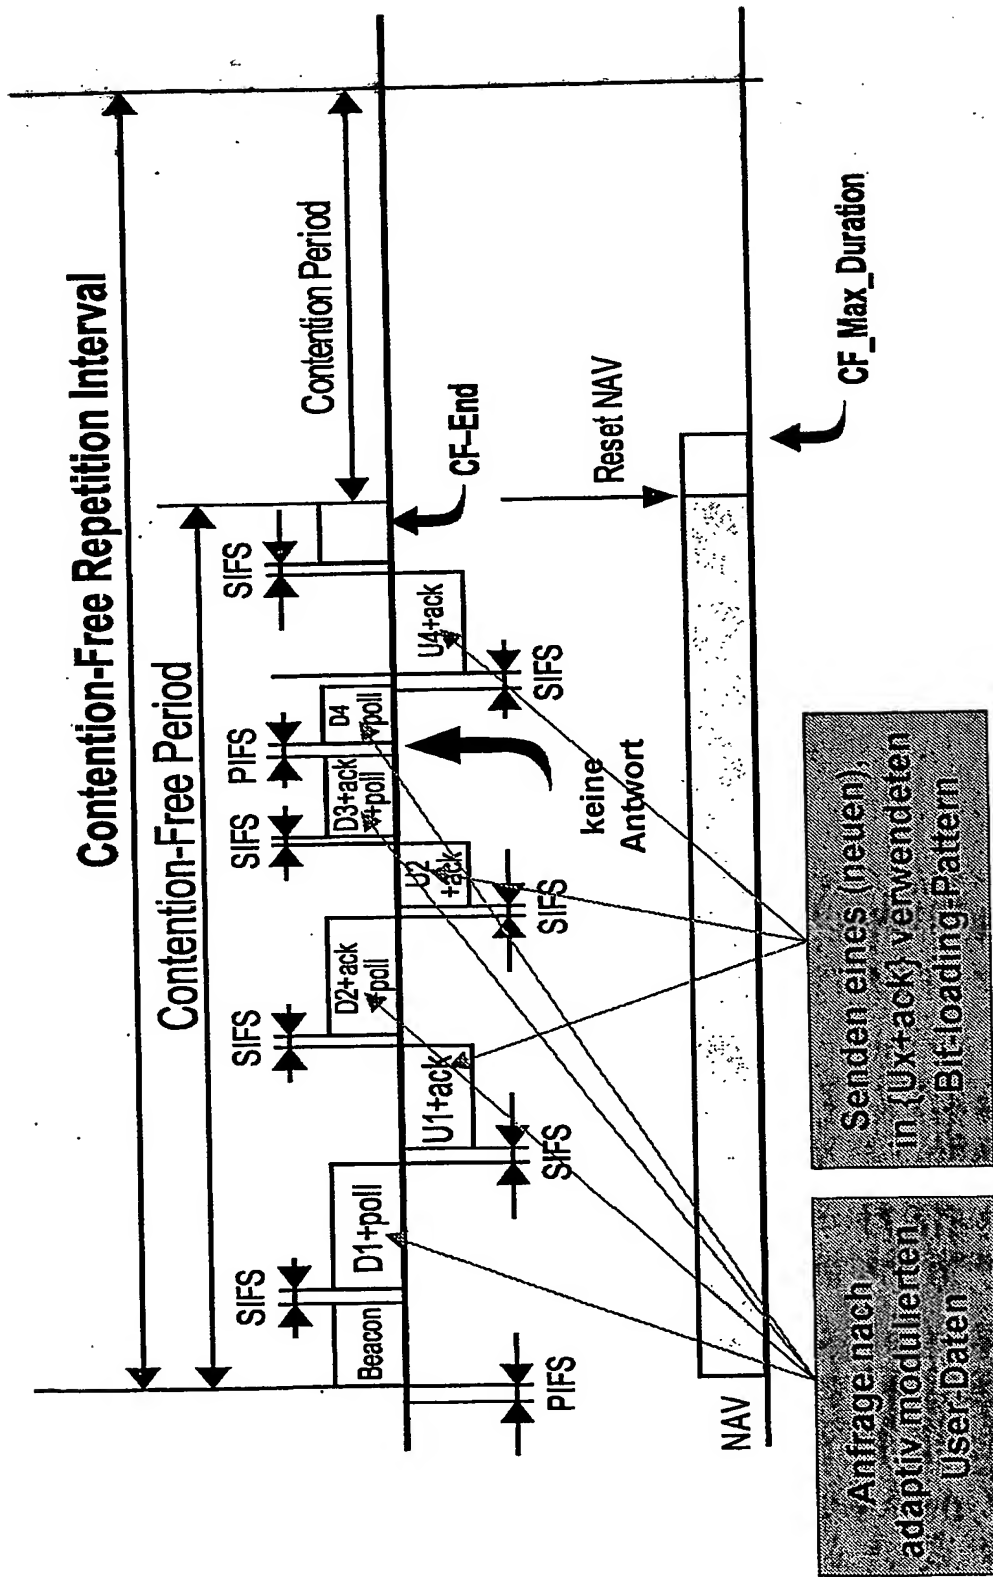 Contention-Free Repetition Interval
Contention-Free Period
Contention Period
SIFS
SIFS
SIFS
PIFS
SIFS
Beacon
D1+poll
D2+ack
+poll
D3+ack
+poll
D4
+poll
CF-End
U1+ack
U2
+ack
U4+ack
PIFS
SIFS
SIFS
SIFS
keine
Antwort
Reset NAV
NAV
CF_Max_Duration
Anfrage nach
adaptiv modulierten
User-Daten
Senden eines (neuen),
in {Ux+ack} verwendeten
Bit-loading-Pattern